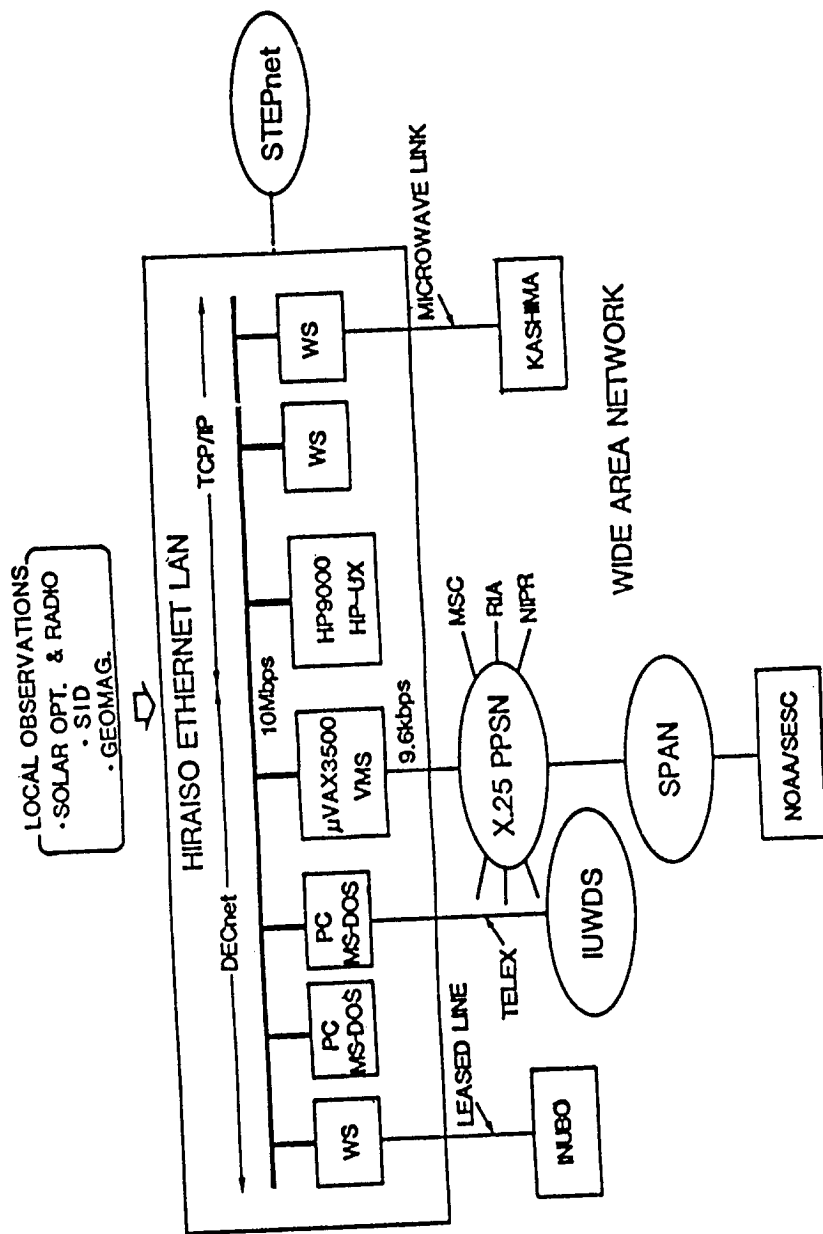 LOCAL OBSERVATIONS
· SOLAR OPT. & RADIO
· SID
· GEOMAG.
HIRAISO ETHERNET LAN
STEPnet
DECnet
TCP/IP
10Mbps
WS
PC
MS-DOS
PC
MS-DOS
µVAX3500
VMS
HP9000
HP-UX
WS
WS
9.6kbps
LEASED LINE
TELEX
MICROWAVE LINK
X.25 PPSN
MSC
RIA
NIPR
INUBO
IUWDS
SPAN
KASHIMA
WIDE AREA NETWORK
NOAA/SESC